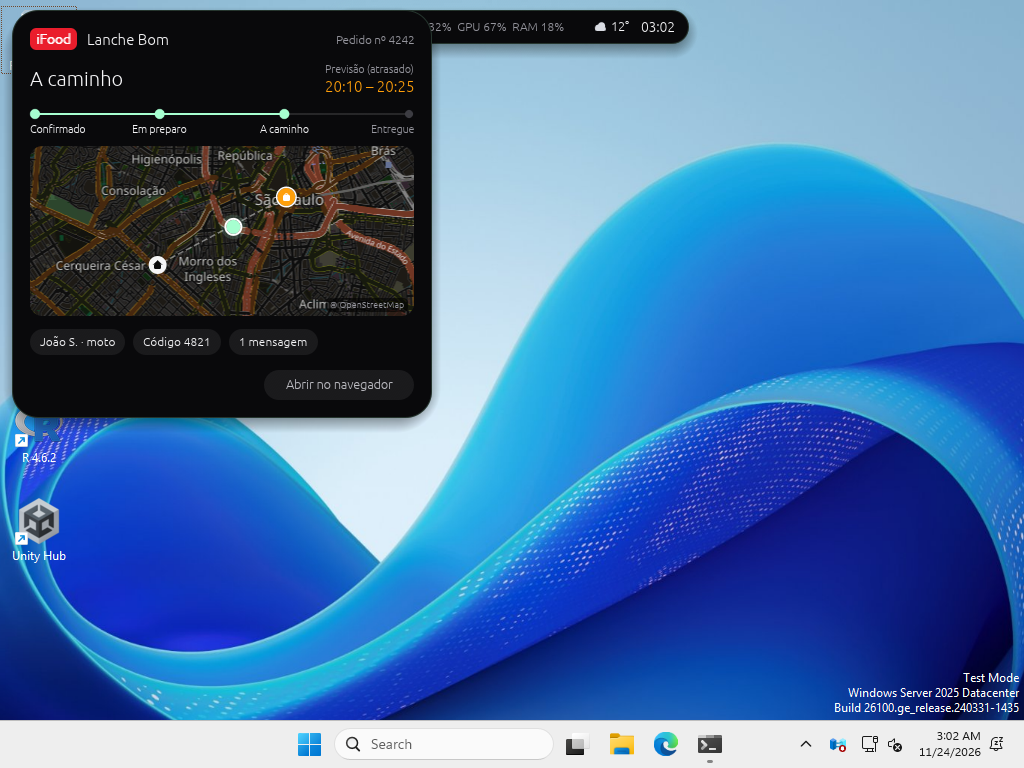 iFood Lanche Bom Pedido nº 4242
32% GPU 67% RAM 18% 12° 03:02
A caminho
Previsão (atrasado)
20:10 – 20:25
Confirmado Em preparo A caminho Entregue
Higienópolis República Brás
Consolação
São Paulo
Avenida do Estado
Cerqueira César
Morro dos
Ingleses
Aclim © OpenStreetMap
João S. · moto Código 4821 1 mensagem
Abrir no navegador
R 4.6.2
Unity Hub
Test Mode
Windows Server 2025 Datacenter
Build 26100.ge_release.240331-1435
Search
3:02 AM
11/24/2026